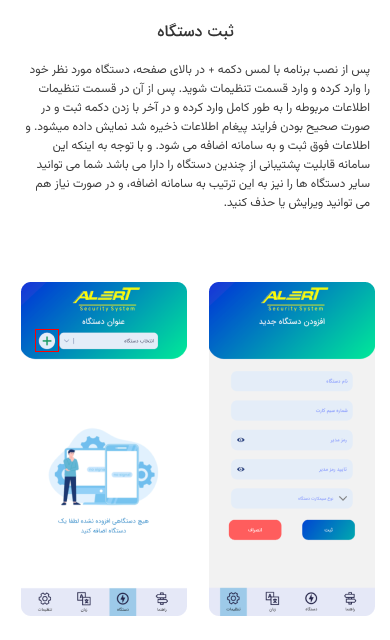 ثبت دستگاه
پس از نصب برنامه با لمس دکمه + در بالای صفحه، دستگاه مورد نظر خود
را وارد کرده و وارد قسمت تنظیمات شوید. پس از آن در قسمت تنظیمات
اطلاعات مربوطه را به طور کامل وارد کرده و در آخر با زدن دکمه ثبت و در
صورت صحیح بودن فرایند پیغام اطلاعات ذخیره شد نمایش داده میشود. و
اطلاعات فوق ثبت و به سامانه اضافه می شود. و با توجه به اینکه این
سامانه قابلیت پشتیبانی از چندین دستگاه را دارا می باشد شما می توانید
سایر دستگاه ها را نیز به این ترتیب به سامانه اضافه، و در صورت نیاز هم
می توانید ویرایش یا حذف کنید.
ALERT
Security System
افزودن دستگاه جدید
نام دستگاه
شماره سیم کارت
رمز مدیر
تایید رمز مدیر
نوع سیمکارت دستگاه
ثبت
انصراف
راهنما
دستگاه
زبان
تنظیمات
ALERT
Security System
عنوان دستگاه
انتخاب دستگاه
هیچ دستگاهی افزوده نشده لطفا یک
دستگاه اضافه کنید
راهنما
دستگاه
زبان
تنظیمات